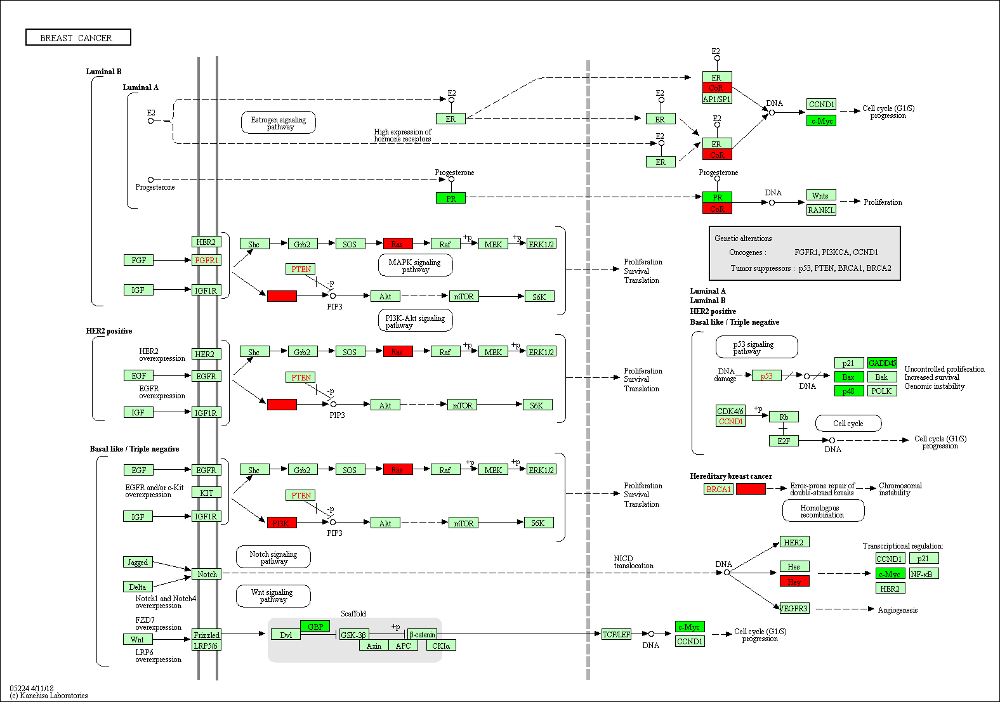 BREAST CANCER
Luminal B
Luminal A
E2
E2
Estrogen signaling
pathway
High expression of
hormone receptors
ER
E2
ER
E2
ER
E2
ER
CoR
AP1/SP1
E2
ER
CoR
DNA
CCND1
c-Myc
Cell cycle (G1/S)
progression
Progesterone
Progesterone
PR
Progesterone
PR
CoR
DNA
Wnts
RANKL
Proliferation
HER2
FGF
FGFR1
IGF
IGF1R
Shc
Grb2
SOS
Ras
Raf
+p
MEK
+p
ERK1/2
MAPK signaling
pathway
PTEN
-p
PIP3
Akt
mTOR
S6K
PI3K-Akt signaling
pathway
Proliferation
Survival
Translation
Genetic alterations
Oncogenes : FGFR1, PI3KCA, CCND1
Tumor suppressors : p53, PTEN, BRCA1, BRCA2
HER2 positive
HER2
overexpression
HER2
EGF
EGFR
EGFR
overexpression
IGF
IGF1R
Shc
Grb2
SOS
Ras
Raf
+p
MEK
+p
ERK1/2
PTEN
-p
PIP3
Akt
mTOR
S6K
Proliferation
Survival
Translation
Luminal A
Luminal B
HER2 positive
Basal like / Triple negative
p53 signaling
pathway
DNA
damage
p53
DNA
p21
GADD45
Bax
Bak
p48
POLK
Uncontrolled proliferation
Increased survival
Genomic instability
CDK4/6
CCND1
+p
Rb
E2F
Cell cycle
DNA
Cell cycle (G1/S)
progression
Basal like / Triple negative
EGF
EGFR
EGFR and/or c-Kit
overexpression
KIT
IGF
IGF1R
Shc
Grb2
SOS
Ras
Raf
+p
MEK
+p
ERK1/2
PTEN
-p
PI3K
PIP3
Akt
mTOR
S6K
Proliferation
Survival
Translation
Hereditary breast cancer
BRCA1
Error-prone repair of
double-strand breaks
Chromosomal
instability
Homologous
recombination
Jagged
Delta
Notch
Notch1 and Notch4
overexpression
Notch signaling
pathway
NICD
translocation
DNA
HER2
Hes
Hey
VEGFR3
Transcriptional regulation:
CCND1
p21
c-Myc
NF-κB
HER2
Angiogenesis
Wnt signaling
pathway
FZD7
overexpression
Wnt
LRP6
overexpression
Frizzled
LRP5/6
Scaffold
Dvl
GBP
GSK-3β
+p
β-catenin
Axin
APC
CKIα
TCF/LEF
DNA
c-Myc
CCND1
Cell cycle (G1/S)
progression
05224 4/11/18
(c) Kanehisa Laboratories